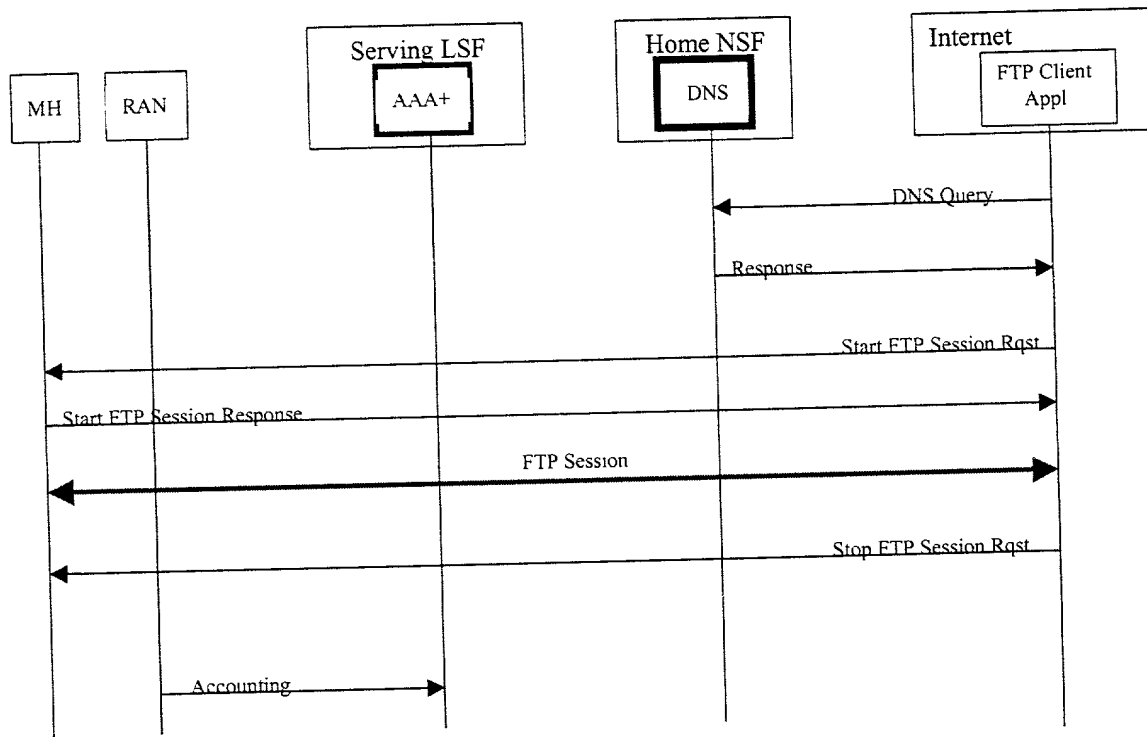 MH
RAN
Serving LSF
AAA+
Home NSF
DNS
Internet
FTP Client
Appl
DNS Query
Response
Start FTP Session Rqst
Start FTP Session Response
FTP Session
Stop FTP Session Rqst
Accounting